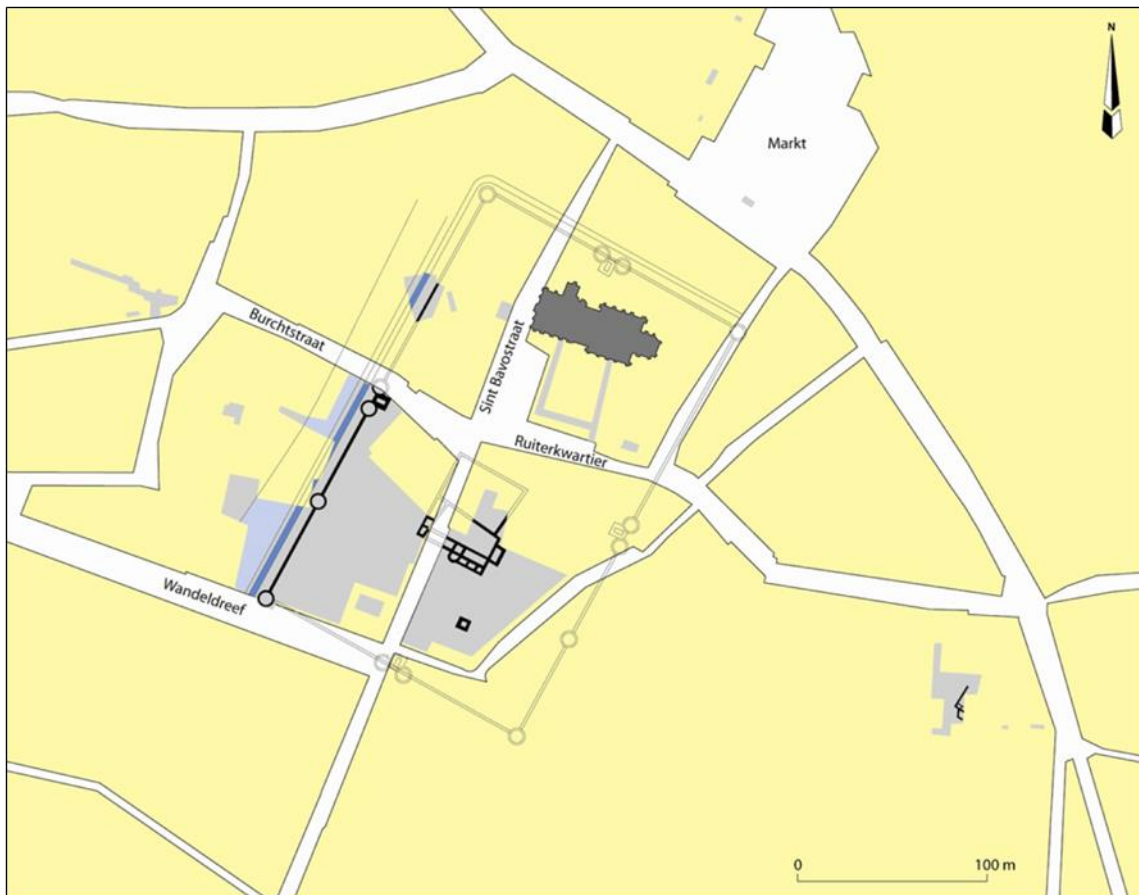 N
Markt
Burchtstraat
Sint Bavostraat
Ruiterkwartier
Wandeldreef
0 100 m